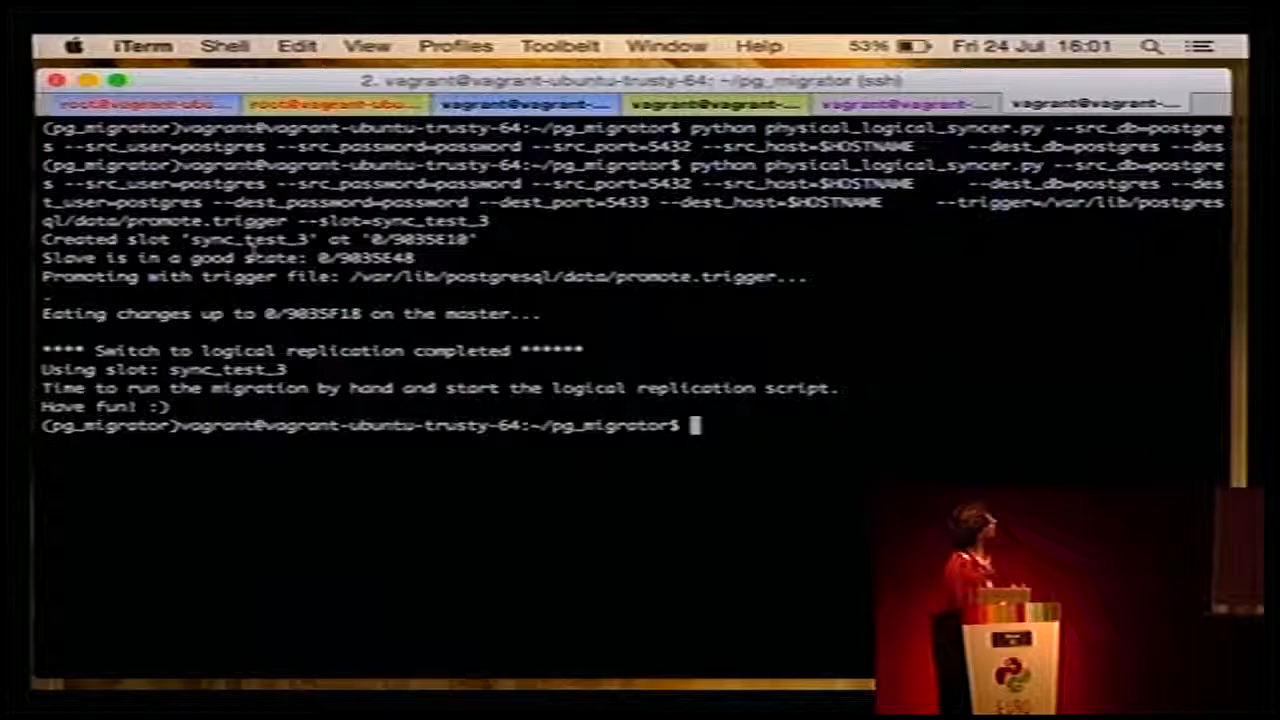 iTerm Shell Edit View Profiles Toolbelt Window Help 53% Fri 24 Jul 16:01
2. vagrant@vagrant-ubuntu-trusty-64: ~/pg_migrator (ssh)
root@vagrant-ubu... root@vagrant-ubu... vagrant@vagrant-... vagrant@vagrant-... vagrant@vagrant-... vagrant@vagrant-...
(pg_migrator)vagrant@vagrant-ubuntu-trusty-64:~/pg_migrator$ python physical_logical_syncer.py --src_db=postgre
s --src_user=postgres --src_password=password --src_port=5432 --src_host=$HOSTNAME --dest_db=postgres --des
(pg_migrator)vagrant@vagrant-ubuntu-trusty-64:~/pg_migrator$ python physical_logical_syncer.py --src_db=postgre
s --src_user=postgres --src_password=password --src_port=5432 --src_host=$HOSTNAME --dest_db=postgres --des
t_user=postgres --dest_password=password --dest_port=5433 --dest_host=$HOSTNAME --trigger=/var/lib/postgres
ql/data/promote.trigger --slot=sync_test_3
Created slot 'sync_test_3' at '0/9035E10'
Slave is in a good state: 0/9035E48
Promoting with trigger file: /var/lib/postgresql/data/promote.trigger...
.
Eating changes up to 0/9035F18 on the master...
**** Switch to logical replication completed ******
Using slot: sync_test_3
Time to run the migration by hand and start the logical replication script.
Have fun! :)
(pg_migrator)vagrant@vagrant-ubuntu-trusty-64:~/pg_migrator$